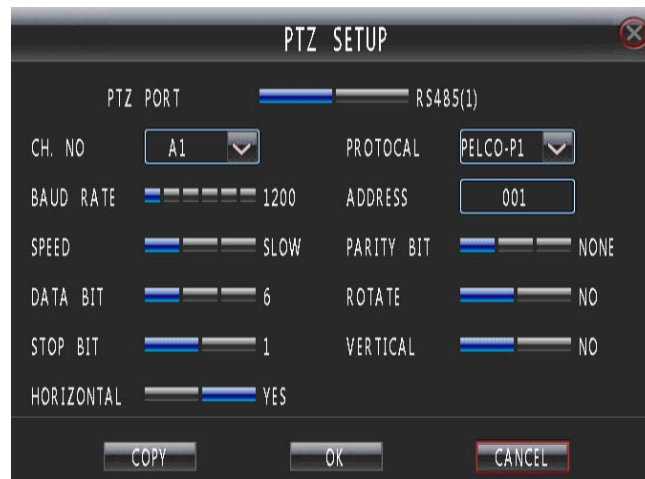 PTZ SETUP
PTZ PORT RS485(1)
CH. NO A1 PROTOCAL PELCO-P1
BAUD RATE 1200 ADDRESS 001
SPEED SLOW PARITY BIT NONE
DATA BIT 6 ROTATE NO
STOP BIT 1 VERTICAL NO
HORIZONTAL YES
COPY OK CANCEL